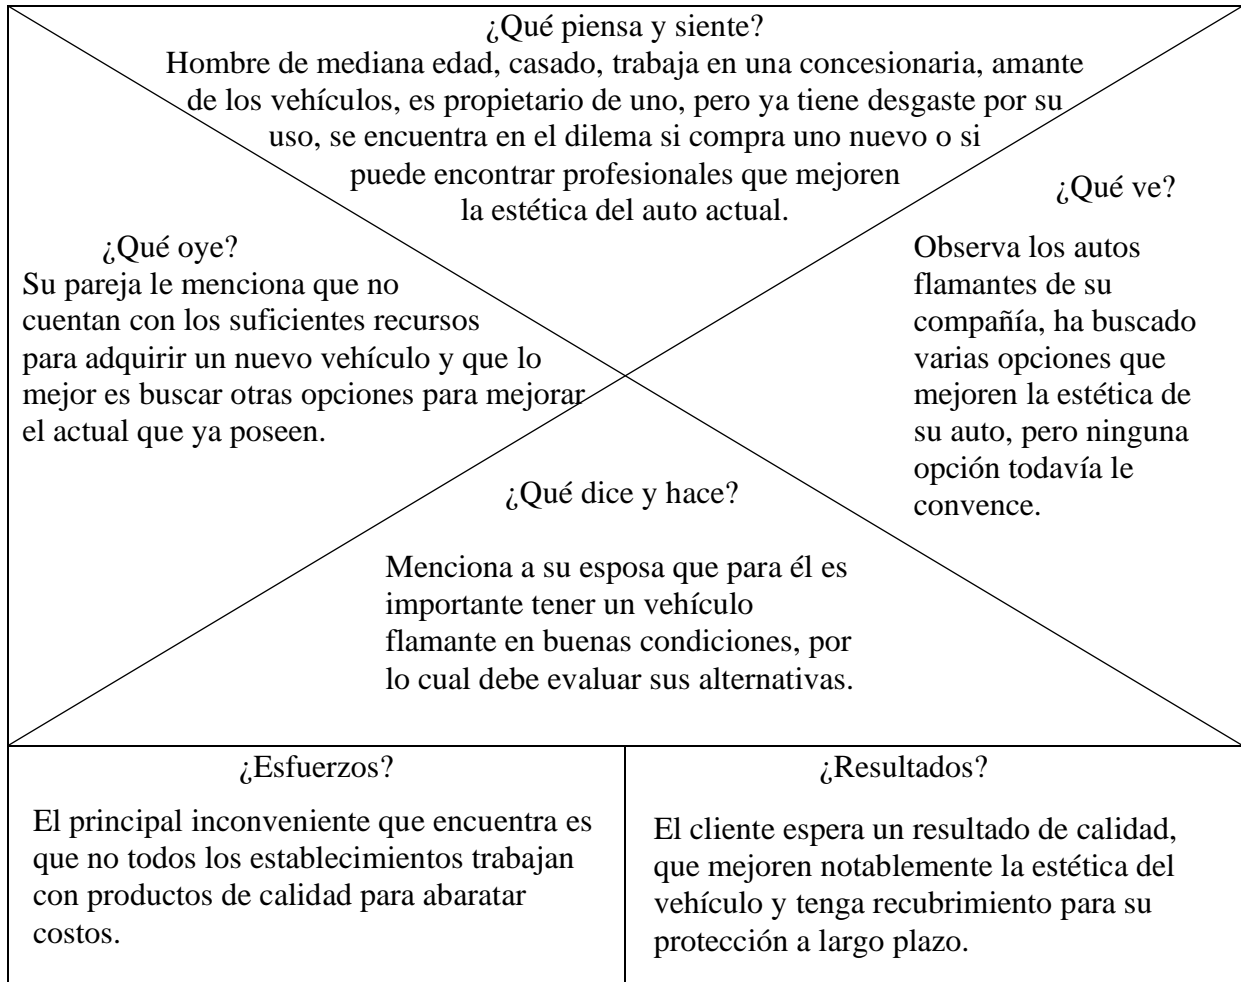 ¿Qué piensa y siente?
Hombre de mediana edad, casado, trabaja en una concesionaria, amante
de los vehículos, es propietario de uno, pero ya tiene desgaste por su
uso, se encuentra en el dilema si compra uno nuevo o si
puede encontrar profesionales que mejoren
la estética del auto actual.
¿Qué oye?
Su pareja le menciona que no
cuentan con los suficientes recursos
para adquirir un nuevo vehículo y que lo
mejor es buscar otras opciones para mejorar
el actual que ya poseen.
¿Qué ve?
Observa los autos
flamantes de su
compañía, ha buscado
varias opciones que
mejoren la estética de
su auto, pero ninguna
opción todavía le
convence.
¿Qué dice y hace?
Menciona a su esposa que para él es
importante tener un vehículo
flamante en buenas condiciones, por
lo cual debe evaluar sus alternativas.
¿Esfuerzos?
El principal inconveniente que encuentra es
que no todos los establecimientos trabajan
con productos de calidad para abaratar
costos.
¿Resultados?
El cliente espera un resultado de calidad,
que mejoren notablemente la estética del
vehículo y tenga recubrimiento para su
protección a largo plazo.